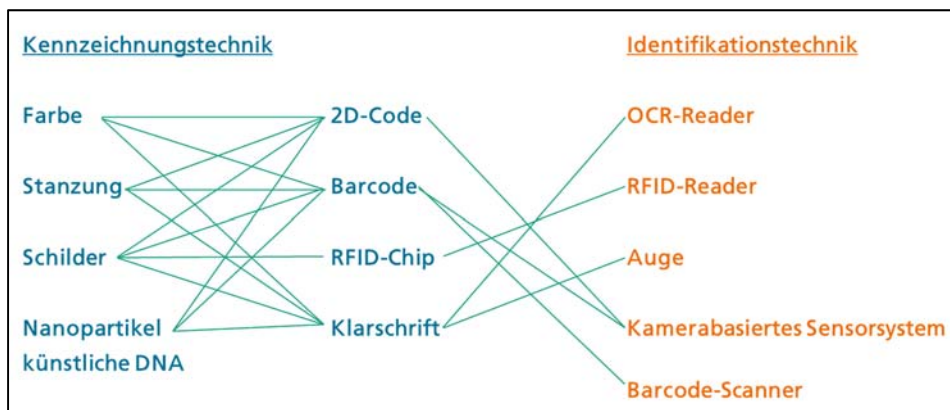 Kennzeichnungstechnik
Identifikationstechnik
Farbe
2D-Code
OCR-Reader
Stanzung
Barcode
RFID-Reader
Schilder
RFID-Chip
Auge
Nanopartikel
künstliche DNA
Klarschrift
Kamerabasiertes Sensorsystem
Barcode-Scanner